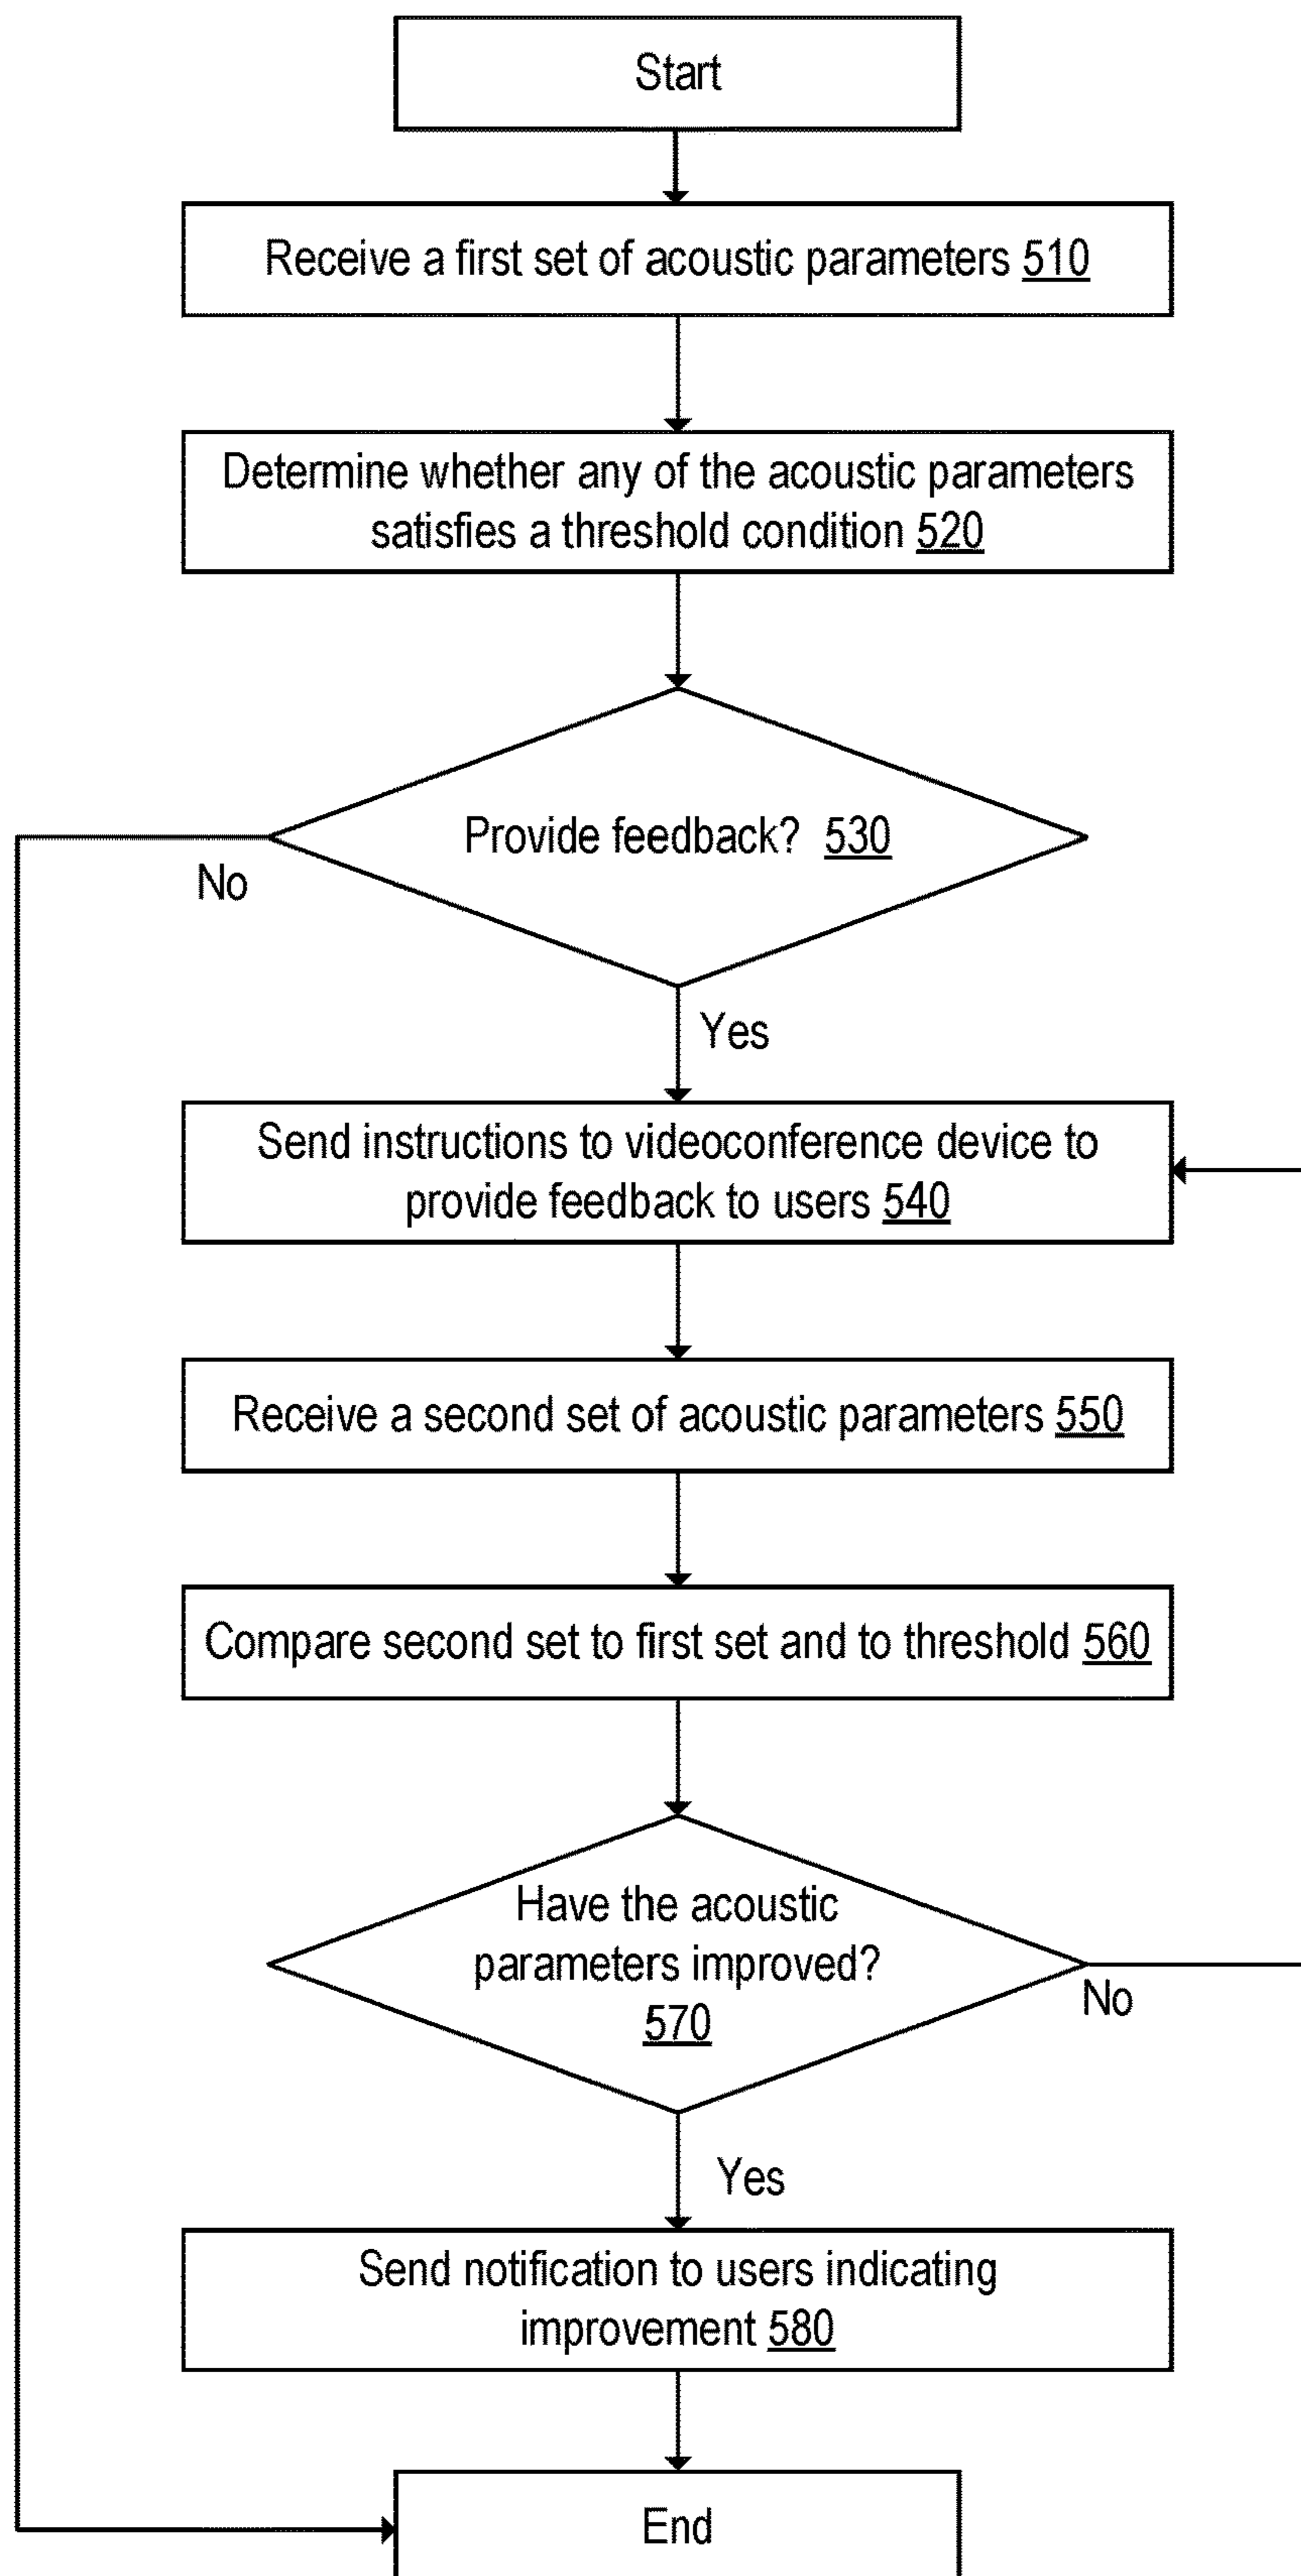 Start
Receive a first set of acoustic parameters 510
Determine whether any of the acoustic parameters
satisfies a threshold condition 520
Provide feedback? 530
No
Yes
Send instructions to videoconference device to
provide feedback to users 540
Receive a second set of acoustic parameters 550
Compare second set to first set and to threshold 560
Have the acoustic
parameters improved?
570
No
Yes
Send notification to users indicating
improvement 580
End